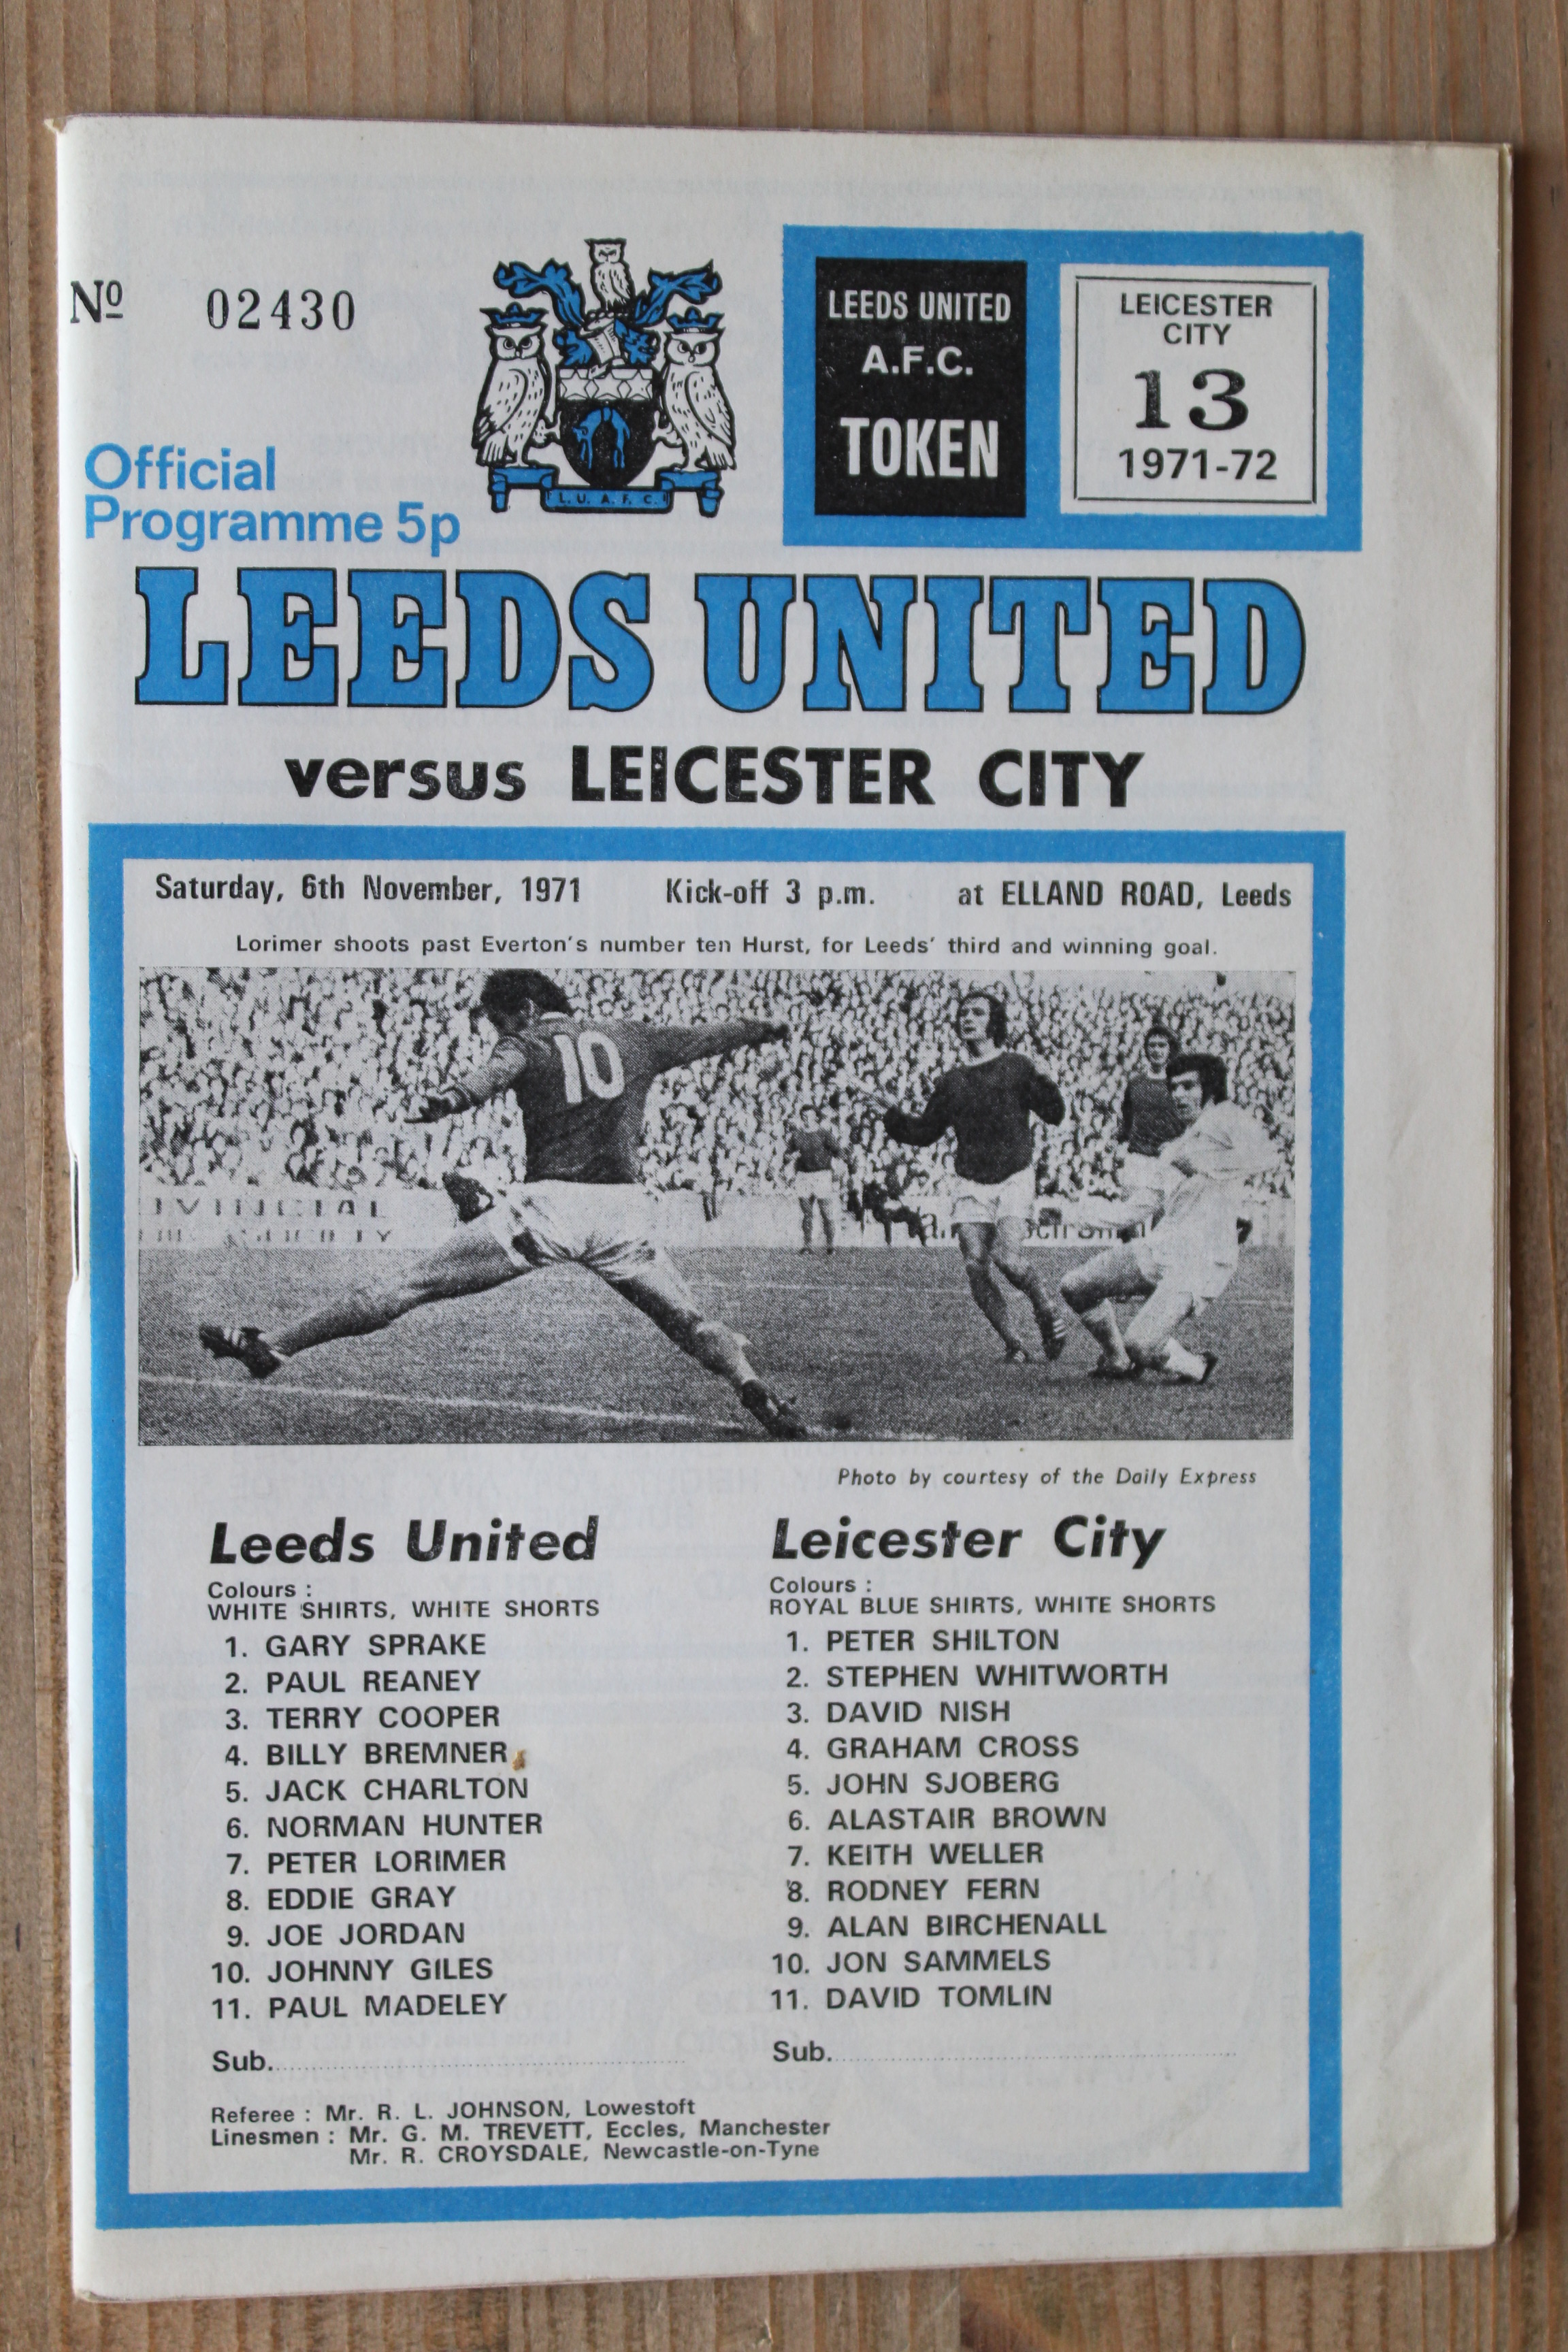 Nº 02430
Official
Programme 5p
L. U. A. F. C.
LEEDS UNITED
A.F.C.
TOKEN
LEICESTER
CITY
13
1971-72
LEEDS UNITED
versus LEICESTER CITY
Saturday, 6th November, 1971 Kick-off 3 p.m. at ELLAND ROAD, Leeds
Lorimer shoots past Everton's number ten Hurst, for Leeds' third and winning goal.
10
Photo by courtesy of the Daily Express
Leeds United
Colours :
WHITE SHIRTS, WHITE SHORTS
1. GARY SPRAKE
2. PAUL REANEY
3. TERRY COOPER
4. BILLY BREMNER
5. JACK CHARLTON
6. NORMAN HUNTER
7. PETER LORIMER
8. EDDIE GRAY
9. JOE JORDAN
10. JOHNNY GILES
11. PAUL MADELEY
Sub.
Leicester City
Colours :
ROYAL BLUE SHIRTS, WHITE SHORTS
1. PETER SHILTON
2. STEPHEN WHITWORTH
3. DAVID NISH
4. GRAHAM CROSS
5. JOHN SJOBERG
6. ALASTAIR BROWN
7. KEITH WELLER
8. RODNEY FERN
9. ALAN BIRCHENALL
10. JON SAMMELS
11. DAVID TOMLIN
Sub.
Referee : Mr. R. L. JOHNSON, Lowestoft
Linesmen : Mr. G. M. TREVETT, Eccles, Manchester
Mr. R. CROYSDALE, Newcastle-on-Tyne